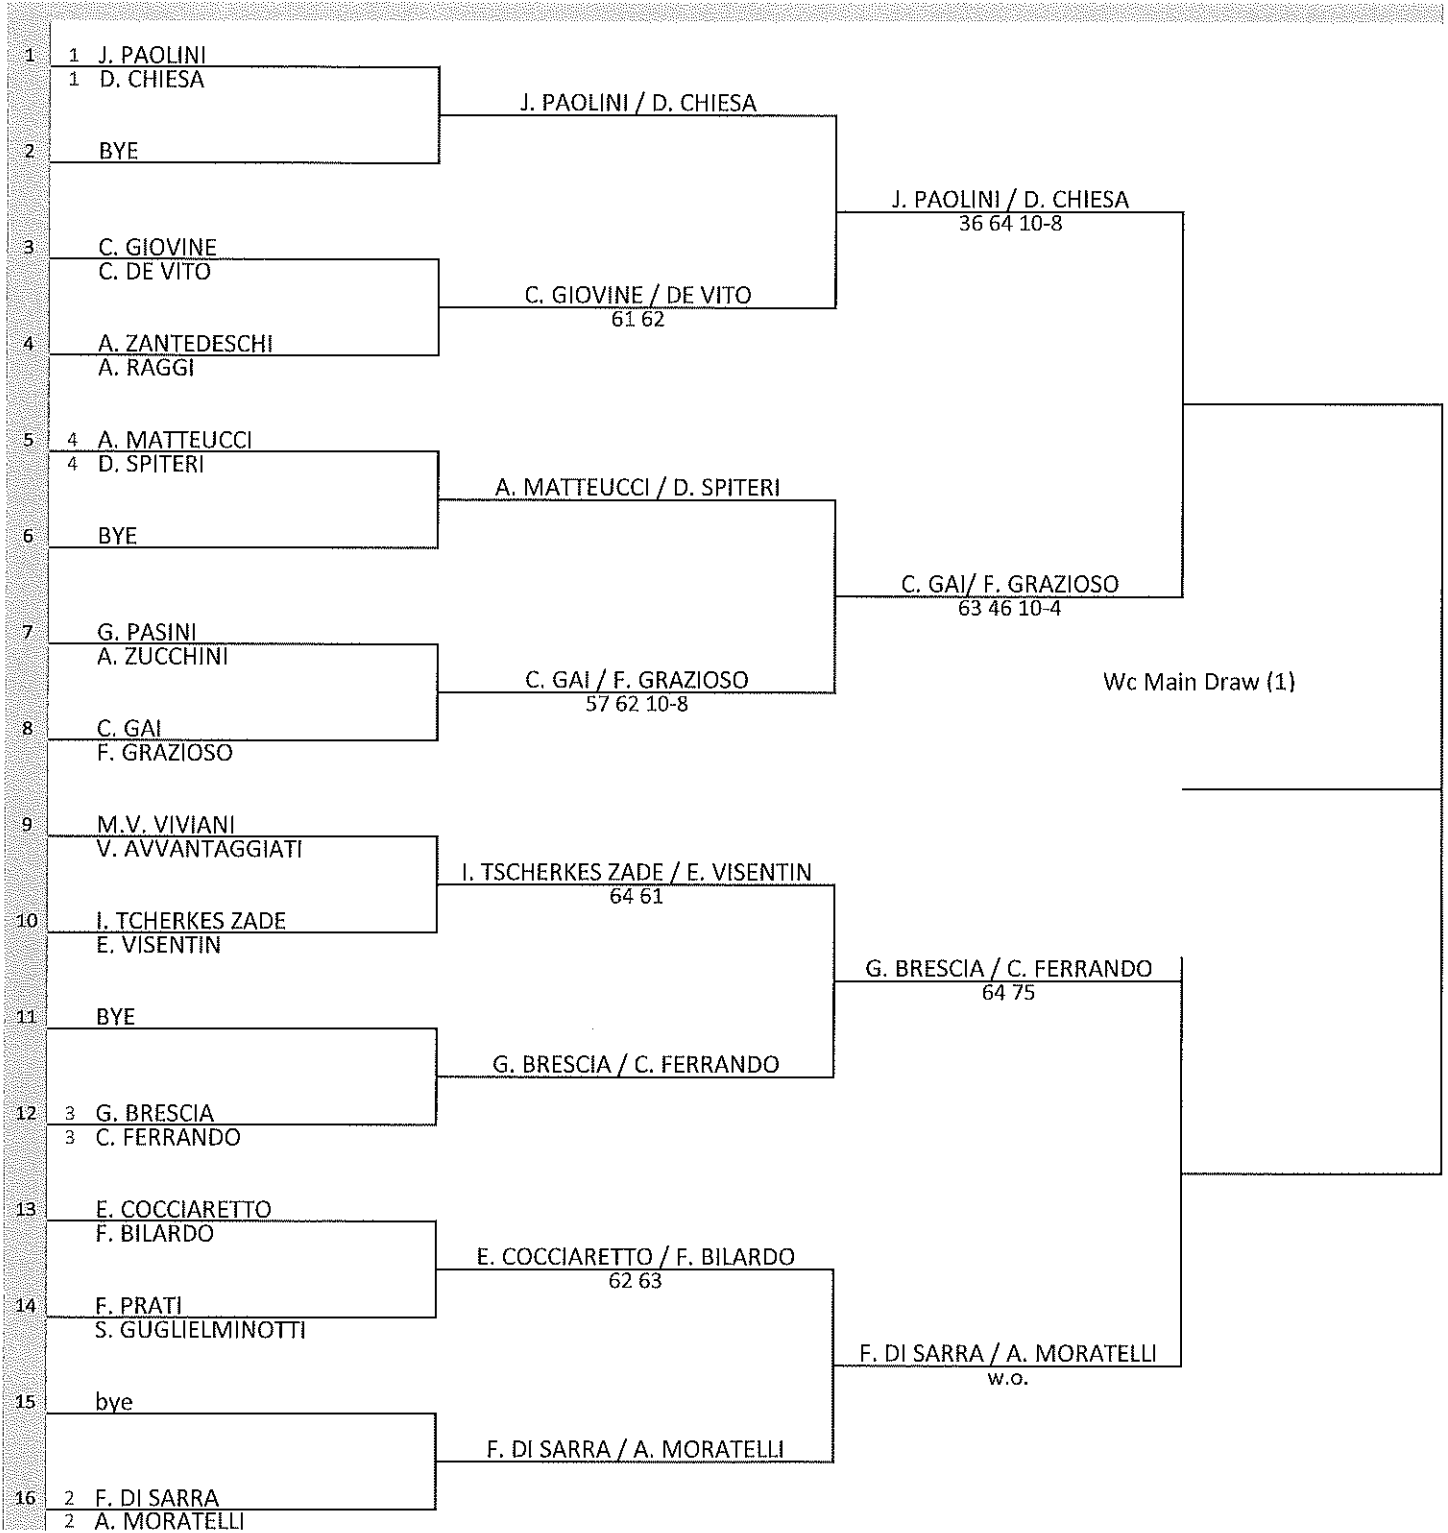 1 1 J. PAOLINI
1 D. CHIESA
J. PAOLINI / D. CHIESA
2 BYE
J. PAOLINI / D. CHIESA
36 64 10-8
3 C. GIOVINE
C. DE VITO
C. GIOVINE / DE VITO
61 62
4 A. ZANTEDESCHI
A. RAGGI
5 4 A. MATTEUCCI
4 D. SPITERI
A. MATTEUCCI / D. SPITERI
6 BYE
C. GAI/ F. GRAZIOSO
63 46 10-4
7 G. PASINI
A. ZUCCHINI
C. GAI / F. GRAZIOSO
57 62 10-8
Wc Main Draw (1)
8 C. GAI
F. GRAZIOSO
9 M.V. VIVIANI
V. AVVANTAGGIATI
I. TSCHERKES ZADE / E. VISENTIN
64 61
10 I. TCHERKES ZADE
E. VISENTIN
G. BRESCIA / C. FERRANDO
64 75
11 BYE
G. BRESCIA / C. FERRANDO
12 3 G. BRESCIA
3 C. FERRANDO
13 E. COCCIARETTO
F. BILARDO
E. COCCIARETTO / F. BILARDO
62 63
14 F. PRATI
S. GUGLIELMINOTTI
F. DI SARRA / A. MORATELLI
w.o.
15 bye
F. DI SARRA / A. MORATELLI
16 2 F. DI SARRA
2 A. MORATELLI